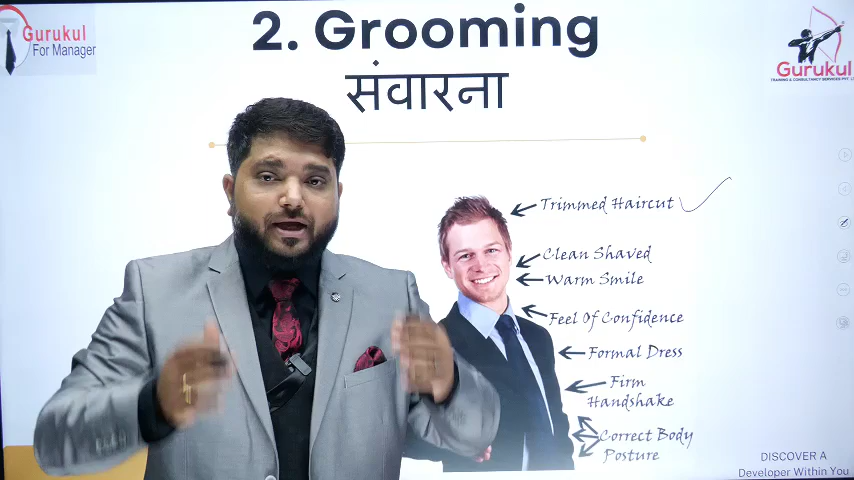 Gurukul
For Manager
2. Grooming
संवारना
Gurukul
Trimmed Haircut
Clean Shaved
Warm Smile
Feel Of Confidence
Formal Dress
Firm
Handshake
Correct Body
Posture
DISCOVER A
Developer Within You